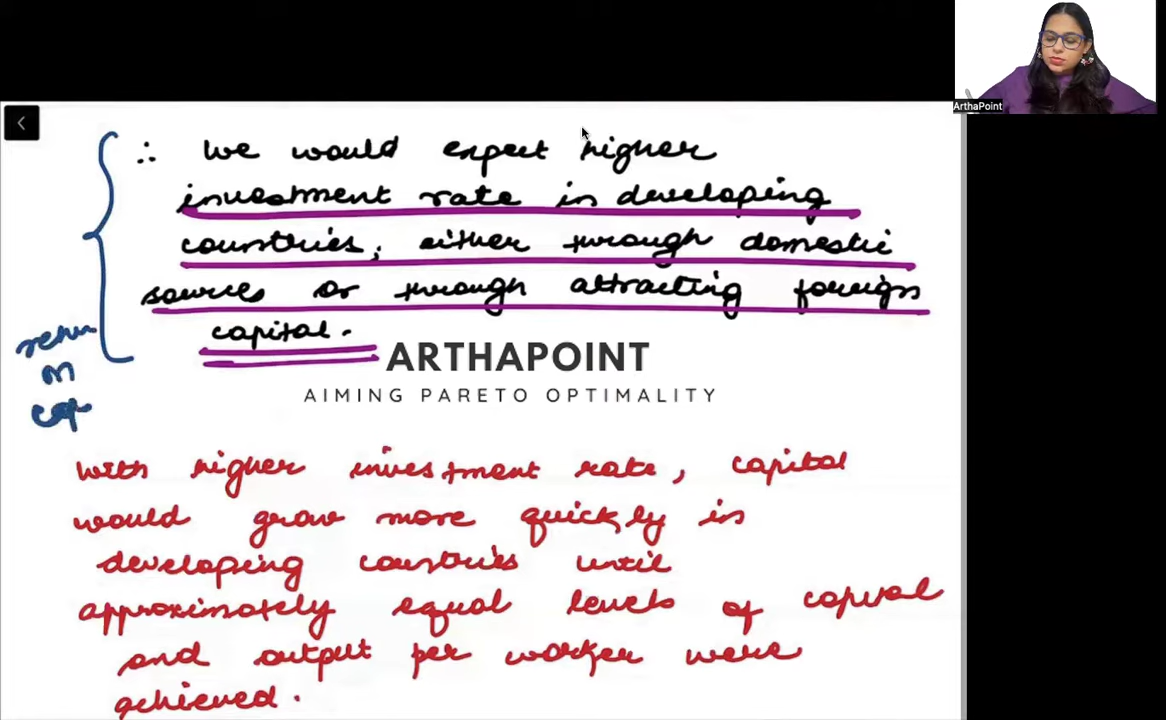 ArthaPoint
∴ we would expect higher
investment rate in developing
countries, either through domestic
sources or through attracting foreign
capital.
return
on
cap
ARTHAPOINT
AIMING PARETO OPTIMALITY
with higher investment rate, capital
would grow more quickly in
developing countries until
approximately equal levels of capital
and output per worker were
achieved.